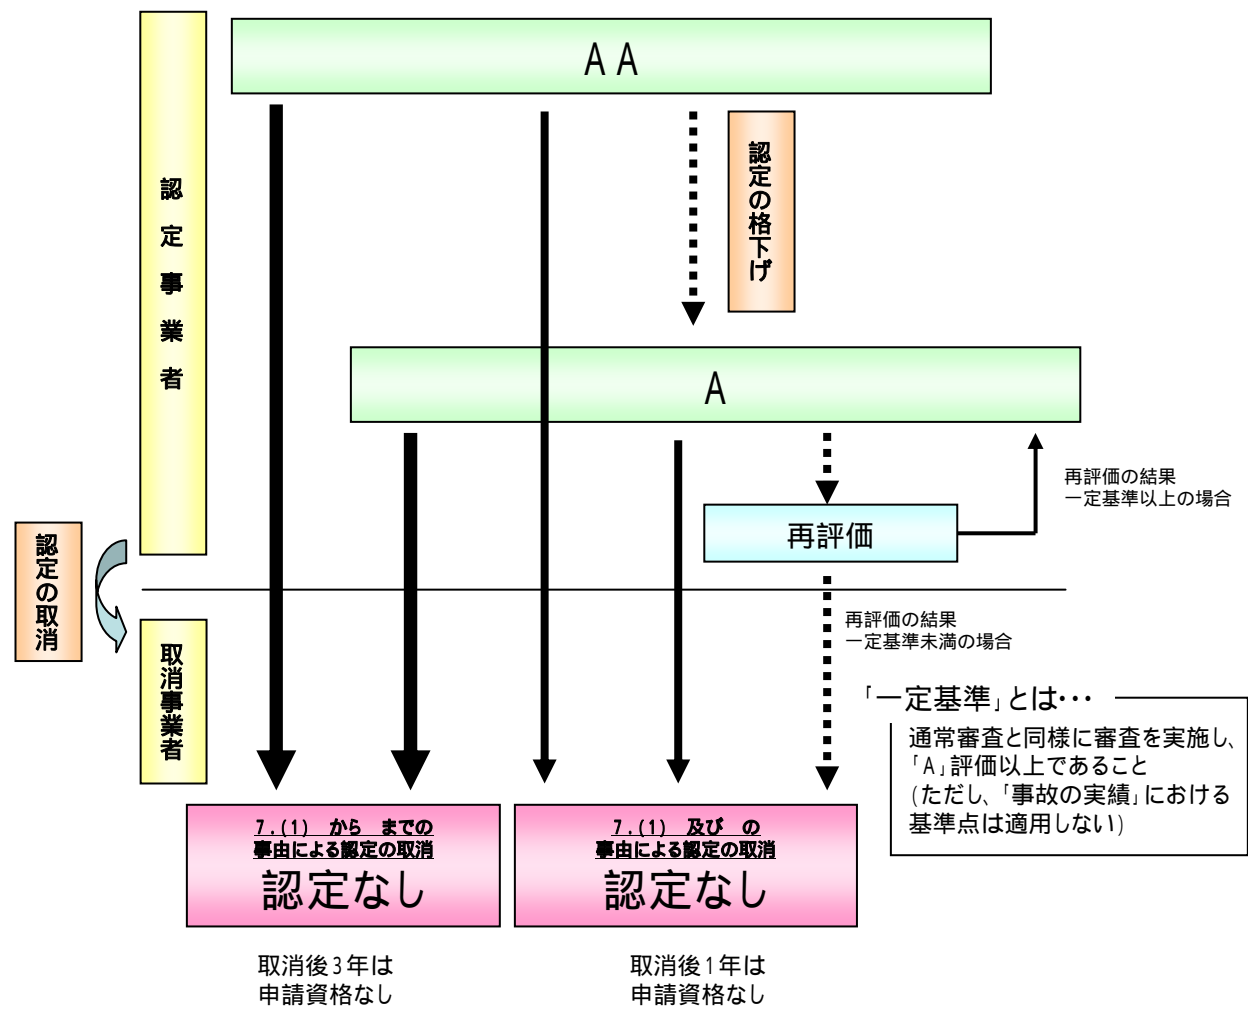 AA
認定事業者
認定の格下げ
A
再評価の結果
一定基準以上の場合
再評価
認定の取消
取消事業者
再評価の結果
一定基準未満の場合
「一定基準」とは・・・
通常審査と同様に審査を実施し、
「A」評価以上であること
(ただし、「事故の実績」における
基準点は適用しない)
7.(1) から までの
事由による認定の取消
認定なし
7.(1) 及び の
事由による認定の取消
認定なし
取消後3年は
申請資格なし
取消後1年は
申請資格なし